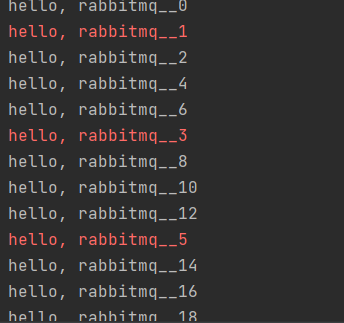 hello, rabbitmq__0
hello, rabbitmq__1
hello, rabbitmq__2
hello, rabbitmq__4
hello, rabbitmq__6
hello, rabbitmq__3
hello, rabbitmq__8
hello, rabbitmq__10
hello, rabbitmq__12
hello, rabbitmq__5
hello, rabbitmq__14
hello, rabbitmq__16
hello, rabbitmq__18